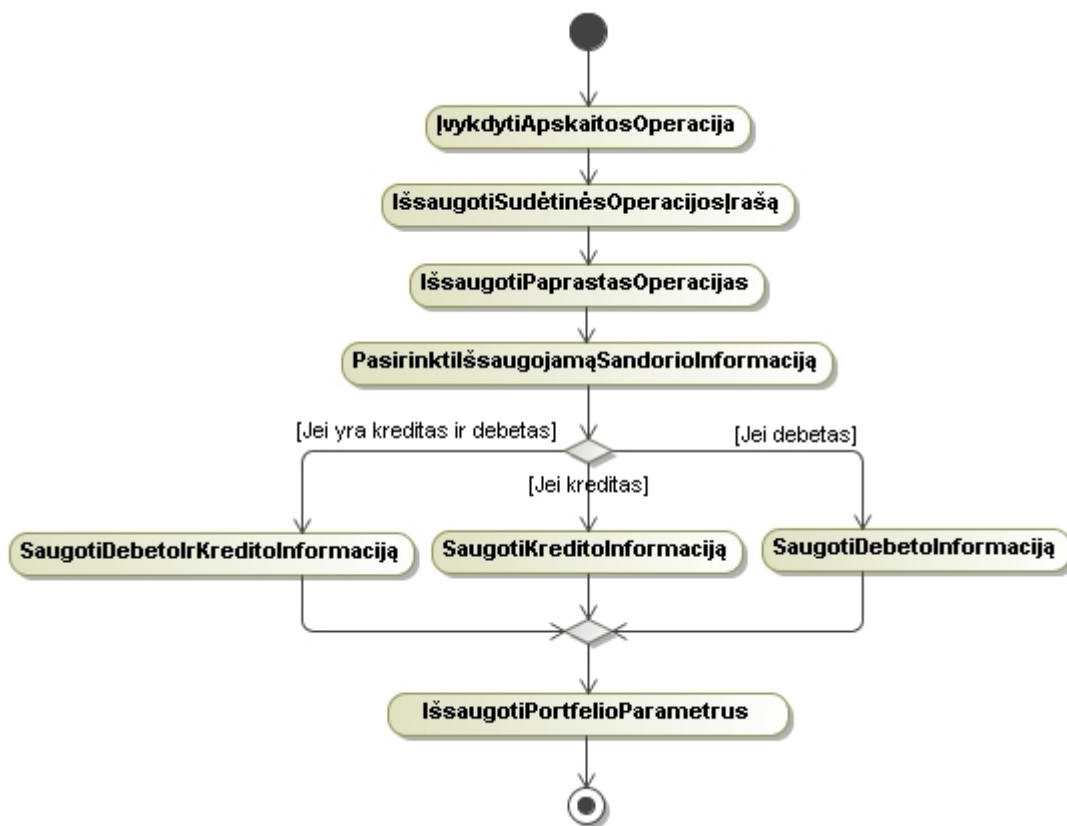 ĮvykdytiApskaitosOperacija
IšsaugotiSudėtinėsOperacijosĮrašą
IšsaugotiPaprastasOperacijas
PasirinktiIšsaugojamąSandorioInformaciją
[Jei yra kreditas ir debetas]
[Jei debetas]
[Jei kreditas]
SaugotiDebetoIrKreditoInformaciją
SaugotiKreditoInformaciją
SaugotiDebetoInformaciją
IšsaugotiPortfelioParametrus